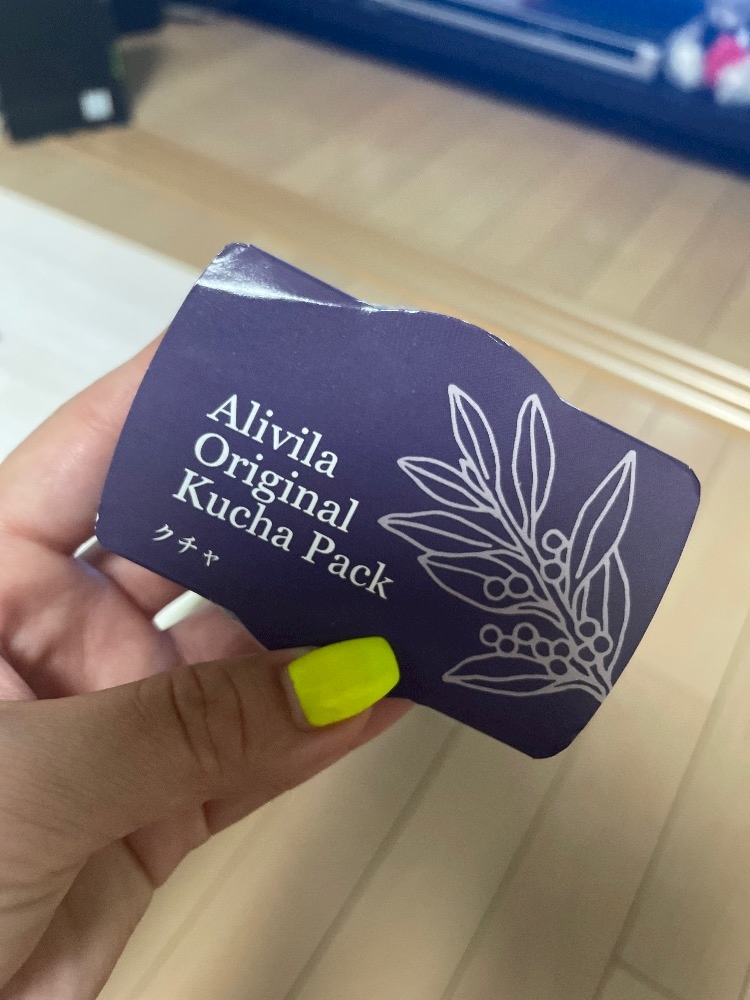 Alivila
Original
Kucha Pack
クチャ